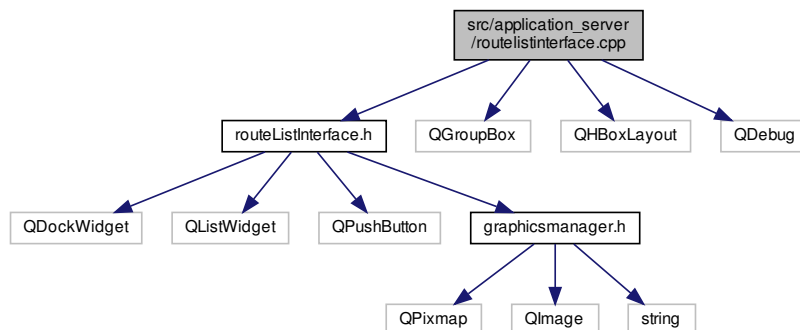 src/application_server
/routelistinterface.cpp
routeListInterface.h
QGroupBox
QHBoxLayout
QDebug
QDockWidget
QListWidget
QPushButton
graphicsmanager.h
QPixmap
QImage
string